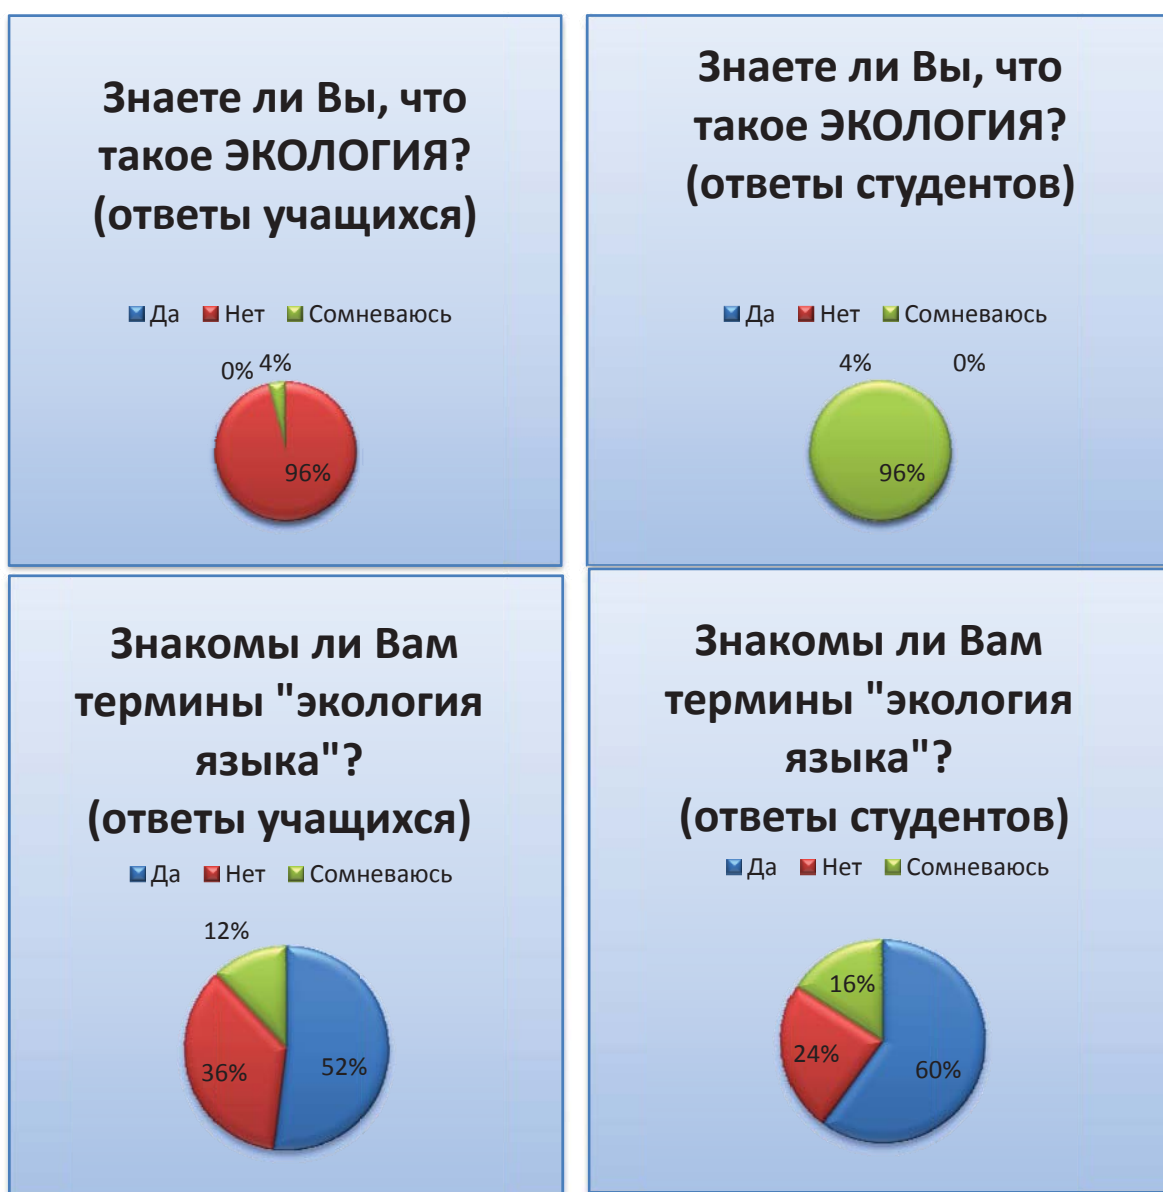 Знаете ли Вы, что
такое ЭКОЛОГИЯ?
(ответы учащихся)
Да Нет Сомневаюсь
0% 4%
96%
Знаете ли Вы, что
такое ЭКОЛОГИЯ?
(ответы студентов)
Да Нет Сомневаюсь
4% 0%
96%
Знакомы ли Вам
термины "экология
языка"?
(ответы учащихся)
Да Нет Сомневаюсь
12%
36% 52%
Знакомы ли Вам
термины "экология
языка"?
(ответы студентов)
Да Нет Сомневаюсь
16%
24% 60%